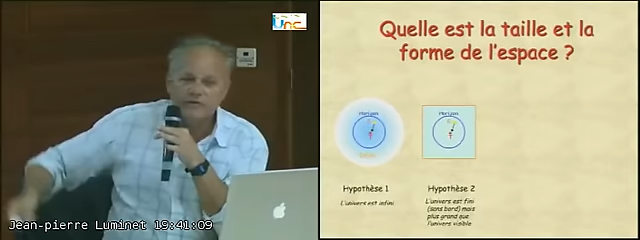 Unc
Jean-pierre Luminet 19:41:09
Quelle est la taille et la
forme de l'espace ?
Horizon
Horizon
Hypothèse 1
L'univers est infini
Hypothèse 2
L'univers est fini
(sans bord) mais
plus grand que
l'univers visible